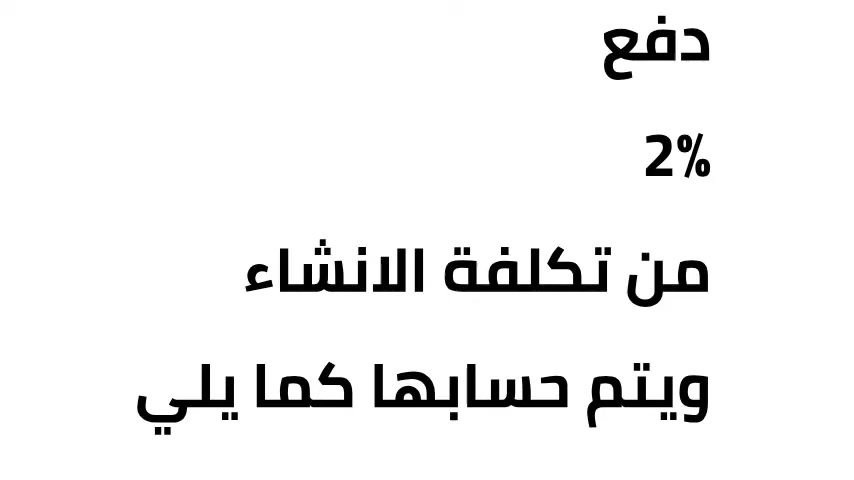 دفع
2%
من تكلفة الانشاء
ويتم حسابها كما يلي